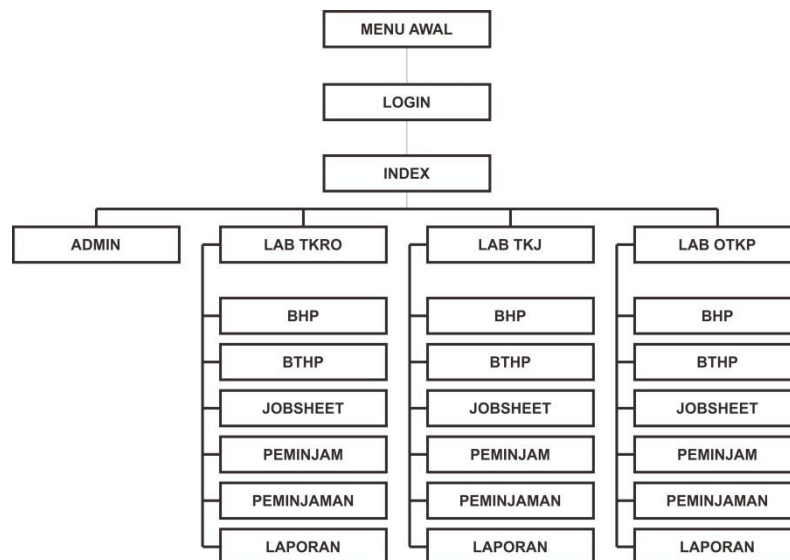 MENU AWAL
LOGIN
INDEX
ADMIN
LAB TKRO
LAB TKJ
LAB OTKP
BHP
BHP
BHP
BTHP
BTHP
BTHP
JOBSHEET
JOBSHEET
JOBSHEET
PEMINJAM
PEMINJAM
PEMINJAM
PEMINJAMAN
PEMINJAMAN
PEMINJAMAN
LAPORAN
LAPORAN
LAPORAN